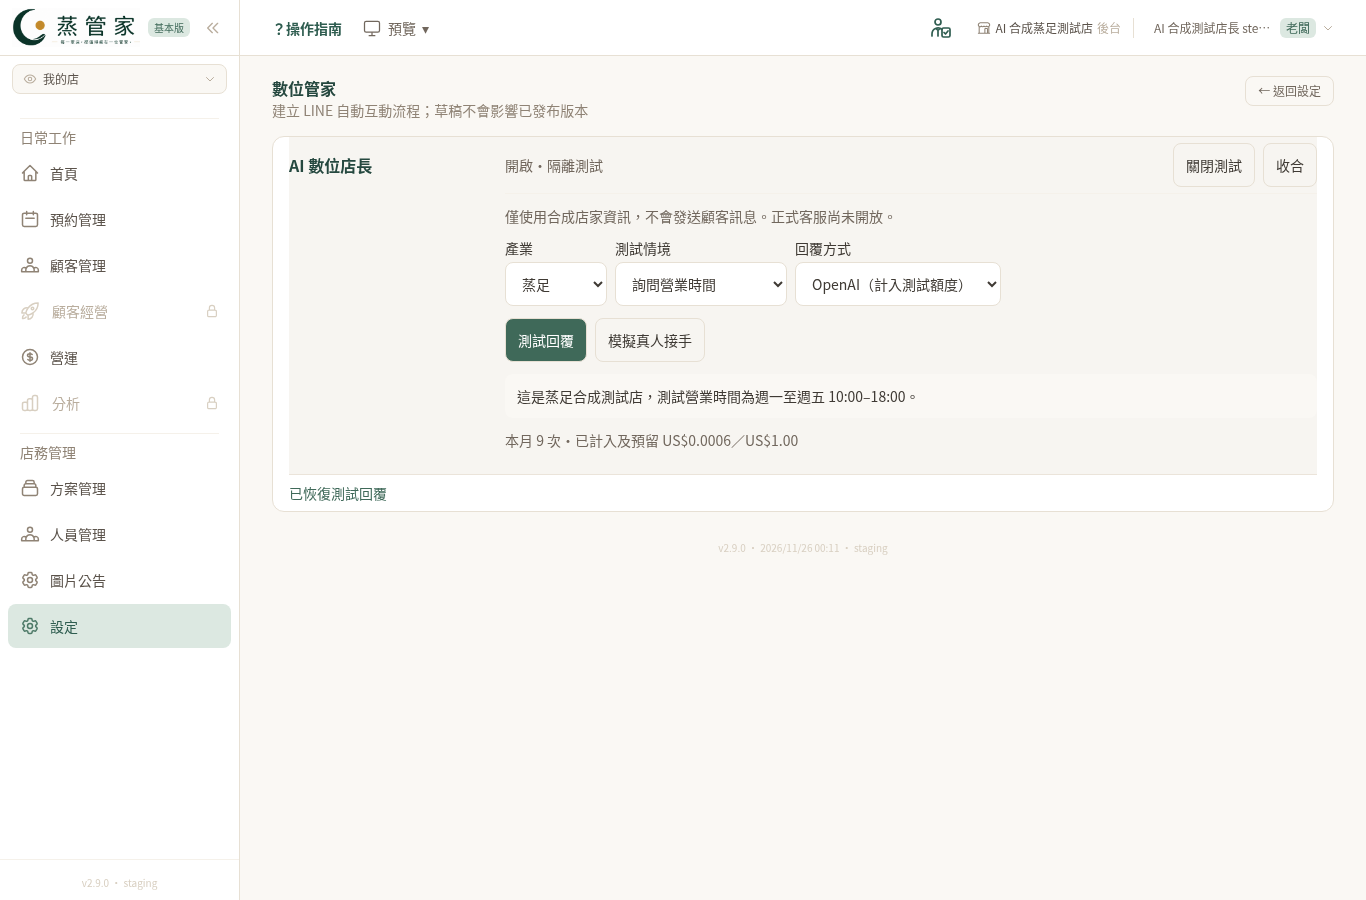 蒸管家
基本版
我的店
日常工作
首頁
預約管理
顧客管理
顧客經營
營運
分析
店務管理
方案管理
人員管理
圖片公告
設定
v2.9.0 · staging
？操作指南
預覽 ▾
AI 合成蒸足測試店 後台
AI 合成測試店長 ste…
老闆
數位管家
建立 LINE 自動互動流程；草稿不會影響已發布版本
← 返回設定
AI 數位店長
開啟・隔離測試
關閉測試
收合
僅使用合成店家資訊，不會發送顧客訊息。正式客服尚未開放。
產業
測試情境
回覆方式
蒸足
詢問營業時間
OpenAI（計入測試額度）
測試回覆
模擬真人接手
這是蒸足合成測試店，測試營業時間為週一至週五 10:00–18:00。
本月 9 次・已計入及預留 US$0.0006／US$1.00
已恢復測試回覆
v2.9.0 · 2026/11/26 00:11 · staging